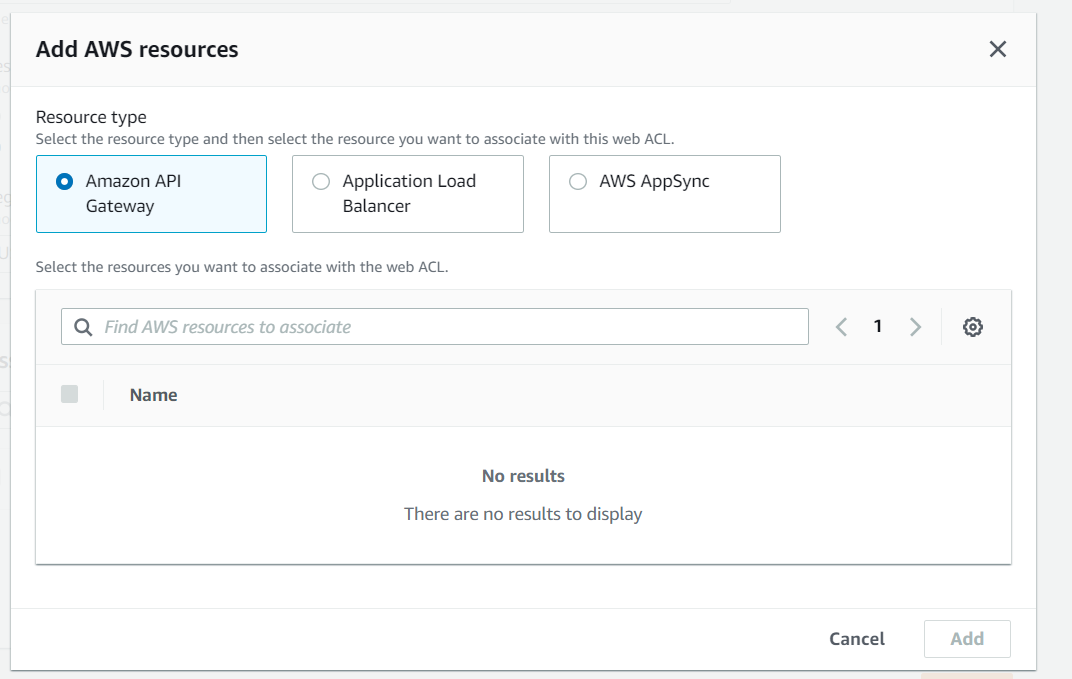 Add AWS resources
Resource type
Select the resource type and then select the resource you want to associate with this web ACL.
Amazon API
Gateway
Application Load
Balancer
AWS AppSync
Select the resources you want to associate with the web ACL.
Find AWS resources to associate
1
Name
No results
There are no results to display
Cancel
Add